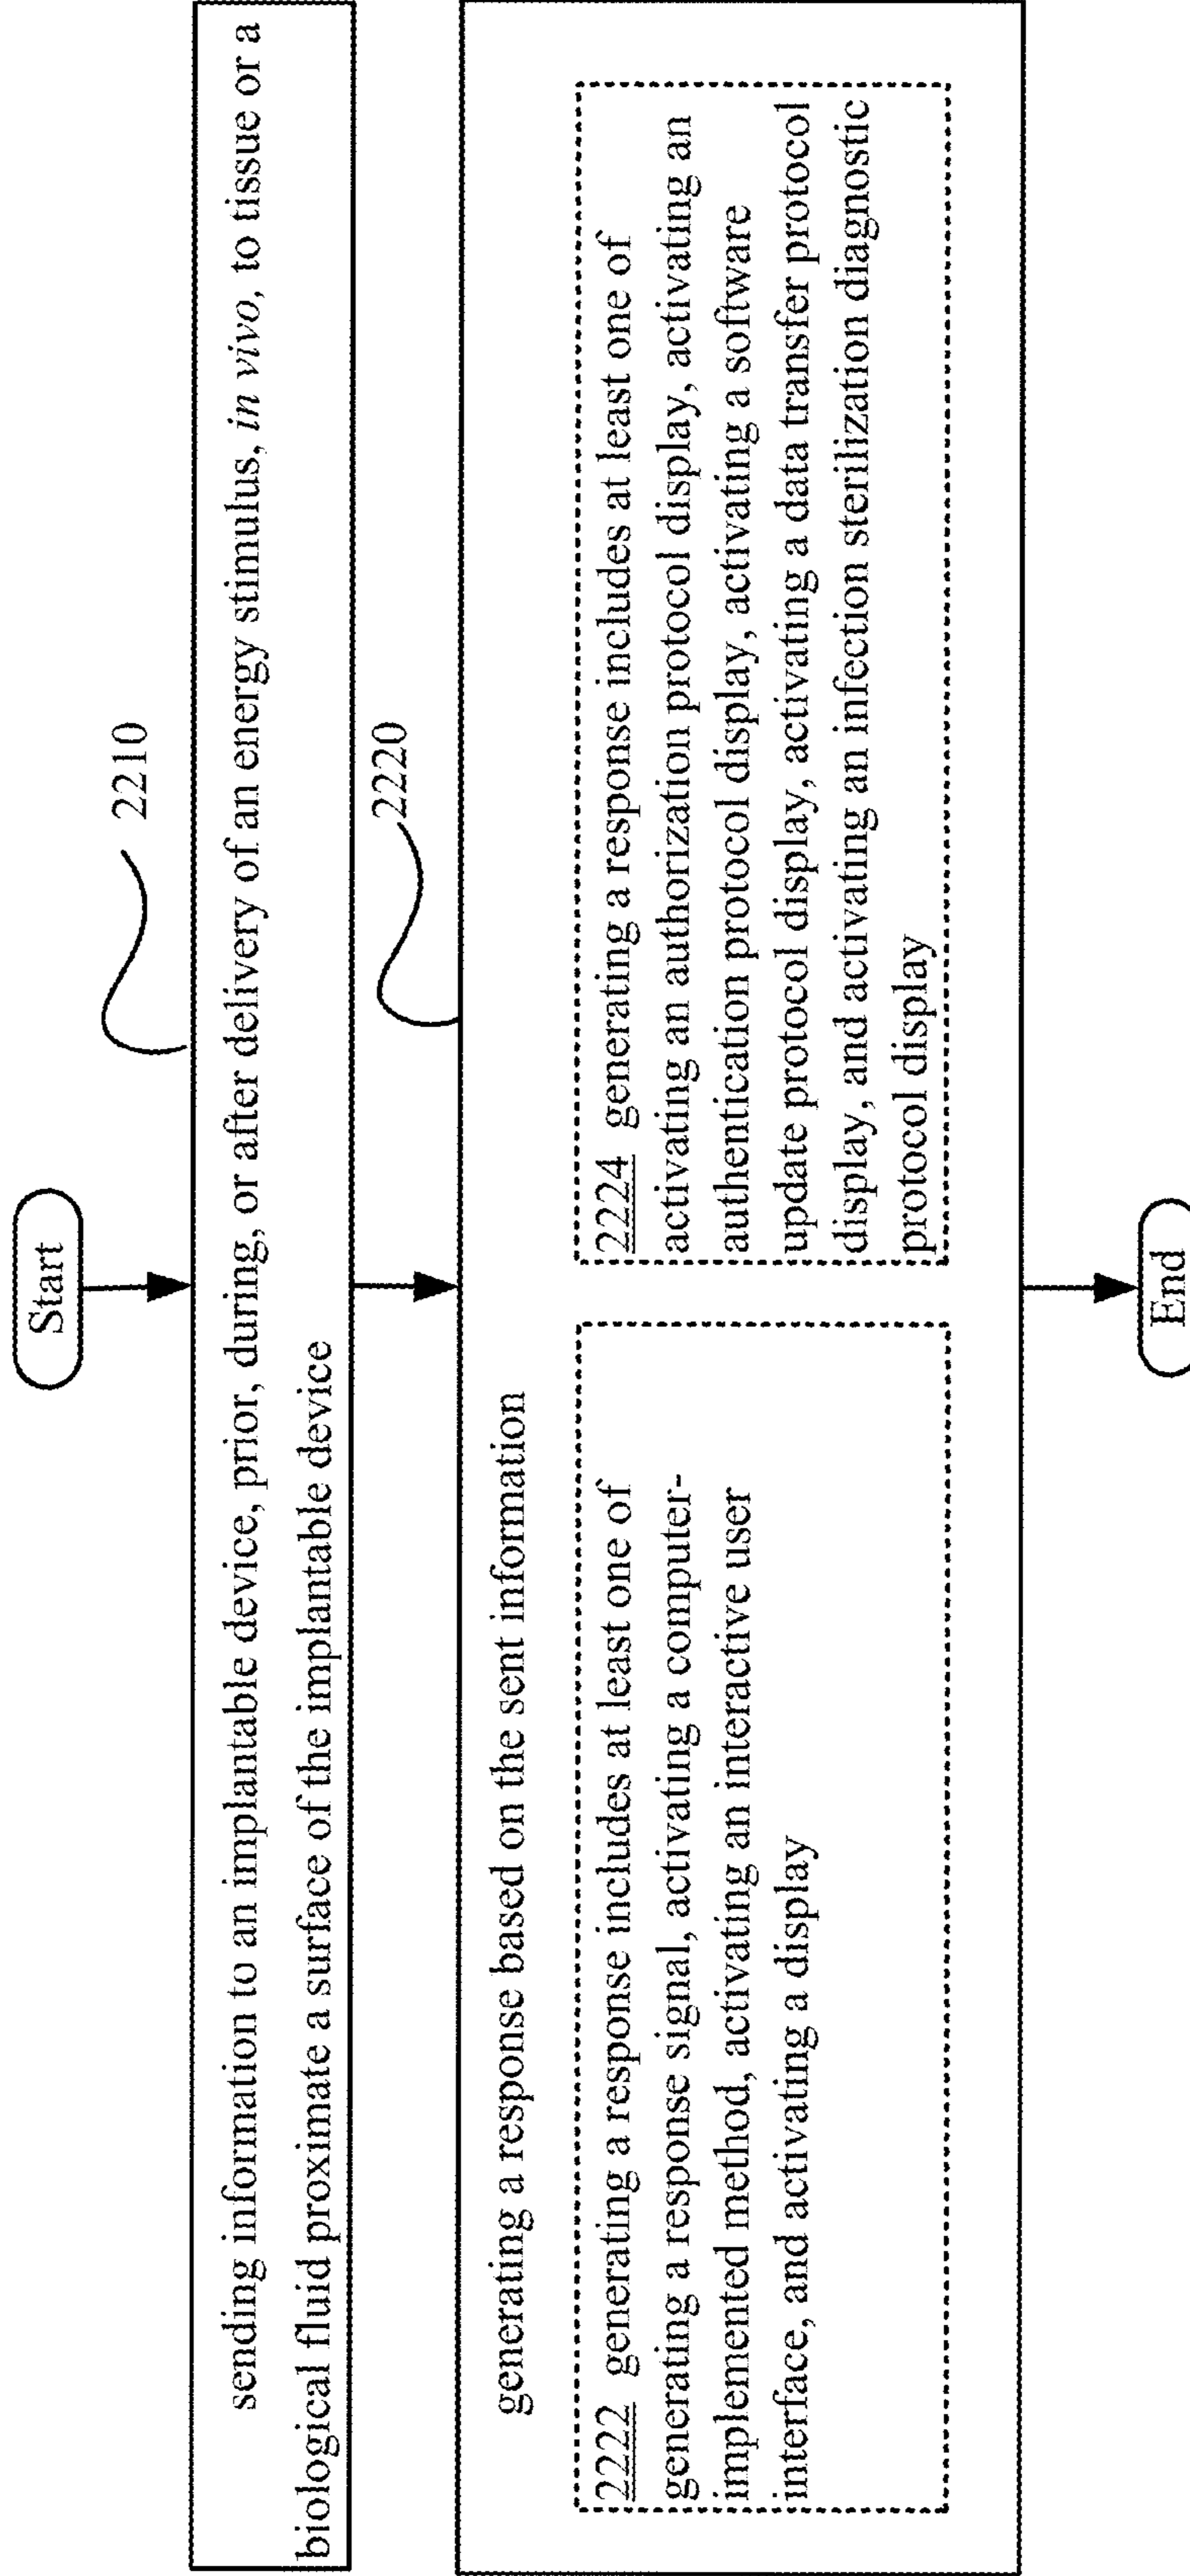 Start
2210
sending information to an implantable device, prior, during, or after delivery of an energy stimulus, in vivo, to tissue or a
biological fluid proximate a surface of the implantable device
2220
generating a response based on the sent information
2222 generating a response includes at least one of
generating a response signal, activating a computer-
implemented method, activating an interactive user
interface, and activating a display
2224 generating a response includes at least one of
activating an authorization protocol display, activating an
authentication protocol display, activating a software
update protocol display, activating a data transfer protocol
display, and activating an infection sterilization diagnostic
protocol display
End